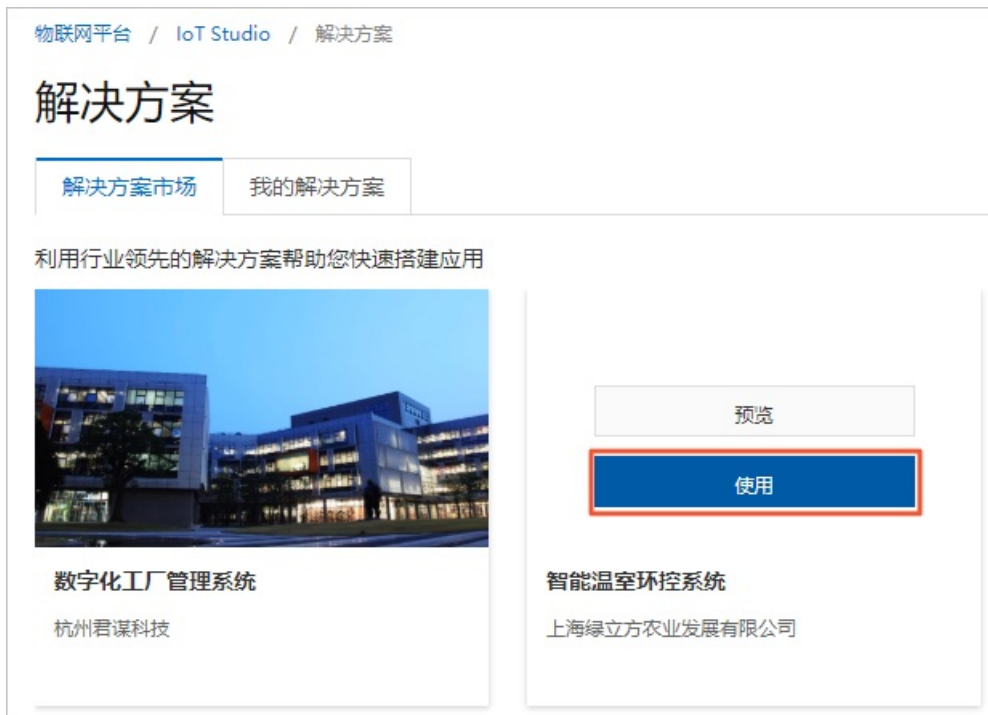 物联网平台 / IoT Studio / 解决方案
解决方案
解决方案市场 我的解决方案
利用行业领先的解决方案帮助您快速搭建应用
预览
使用
数字化工厂管理系统
杭州君谋科技
智能温室环控系统
上海绿立方农业发展有限公司